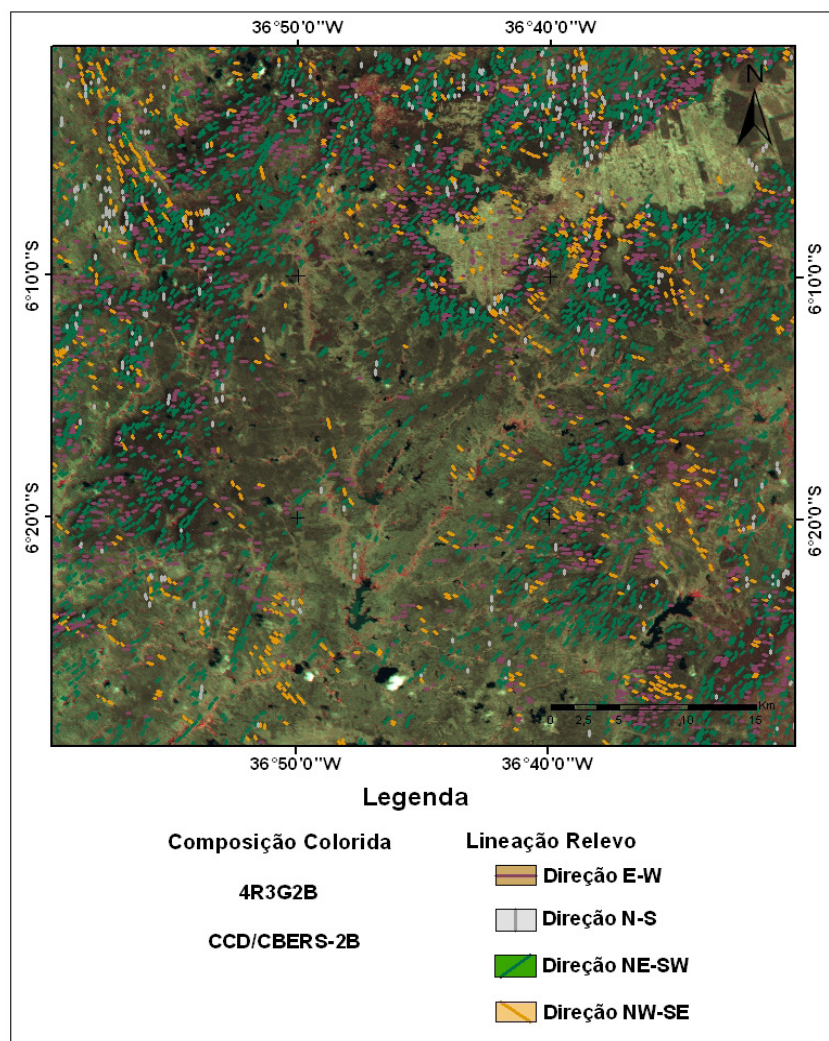 36°50'0"W 36°40'0"W
N
6°10'0"S 6°10'0"S
6°20'0"S 6°20'0"S
Km
0 2,5 5 10 15
36°50'0"W 36°40'0"W
Legenda
Composição Colorida
4R3G2B
CCD/CBERS-2B
Lineação Relevo
Direção E-W
Direção N-S
Direção NE-SW
Direção NW-SE